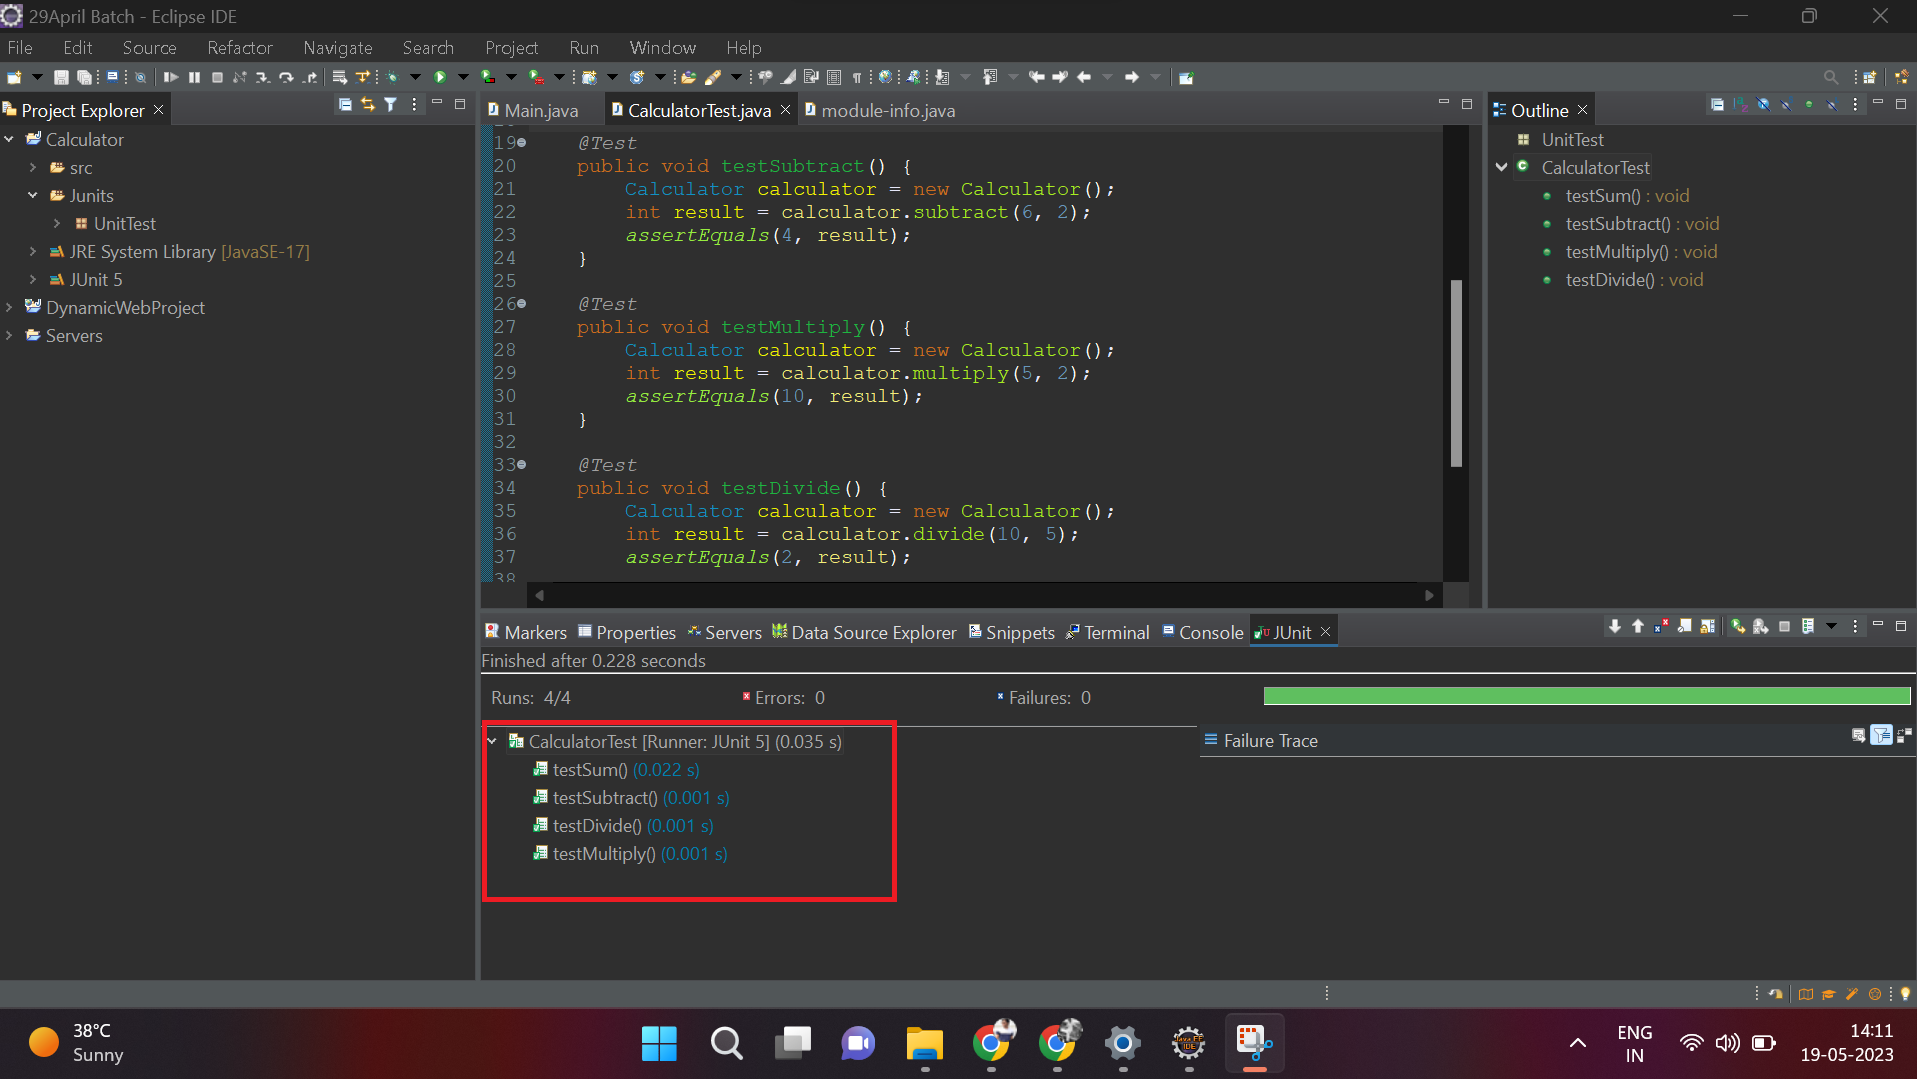 29April Batch - Eclipse IDE
File Edit Source Refactor Navigate Search Project Run Window Help
Project Explorer
Calculator
src
Junits
UnitTest
JRE System Library [JavaSE-17]
JUnit 5
DynamicWebProject
Servers
Main.java CalculatorTest.java module-info.java
19 @Test
20 public void testSubtract() {
21 Calculator calculator = new Calculator();
22 int result = calculator.subtract(6, 2);
23 assertEquals(4, result);
24 }
25
26 @Test
27 public void testMultiply() {
28 Calculator calculator = new Calculator();
29 int result = calculator.multiply(5, 2);
30 assertEquals(10, result);
31 }
32
33 @Test
34 public void testDivide() {
35 Calculator calculator = new Calculator();
36 int result = calculator.divide(10, 5);
37 assertEquals(2, result);
38
Outline
UnitTest
CalculatorTest
testSum() : void
testSubtract() : void
testMultiply() : void
testDivide() : void
Markers Properties Servers Data Source Explorer Snippets Terminal Console JUnit
Finished after 0.228 seconds
Runs: 4/4 Errors: 0 Failures: 0
CalculatorTest [Runner: JUnit 5] (0.035 s)
testSum() (0.022 s)
testSubtract() (0.001 s)
testDivide() (0.001 s)
testMultiply() (0.001 s)
Failure Trace
38°C
Sunny
ENG
IN
14:11
19-05-2023